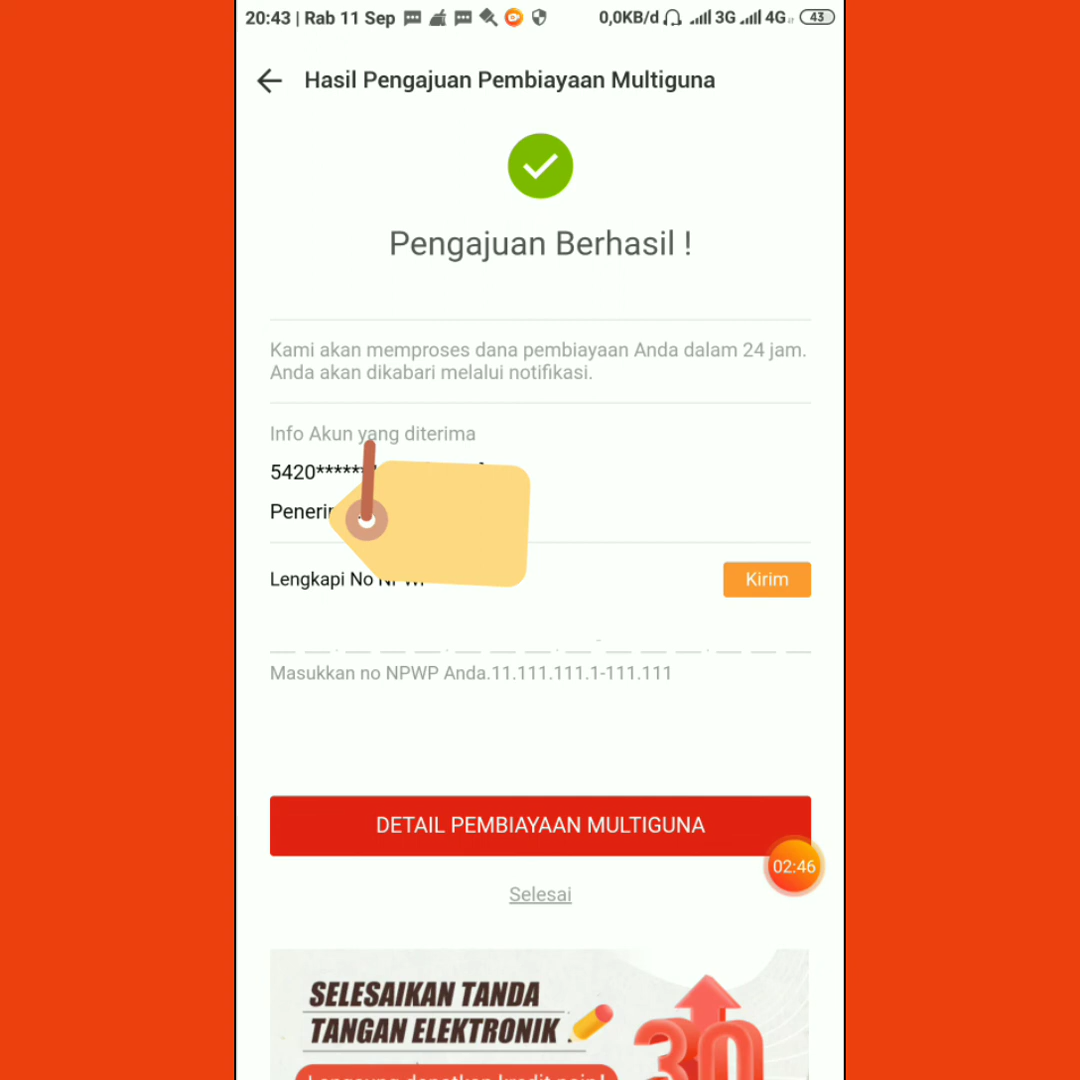 20:43 | Rab 11 Sep 0,0KB/d 3G 4G 43
Hasil Pengajuan Pembiayaan Multiguna
Pengajuan Berhasil !
Kami akan memproses dana pembiayaan Anda dalam 24 jam.
Anda akan dikabari melalui notifikasi.
Info Akun yang diterima
5420******
Lengkapi No
Kirim
Masukkan no NPWP Anda.11.111.111.1-111.111
DETAIL PEMBIAYAAN MULTIGUNA
02:46
Selesai
SELESAIKAN TANDA
TANGAN ELEKTRONIK .
30